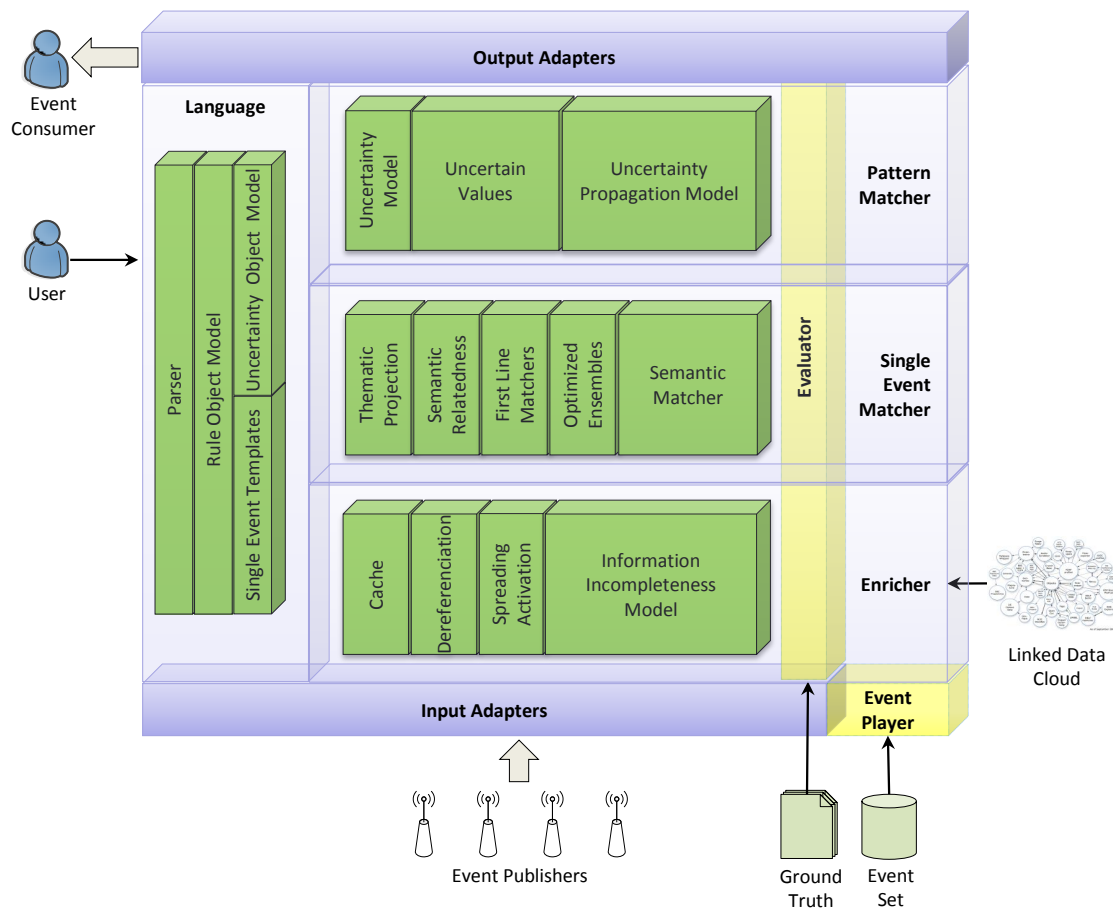 Output Adapters
Event
Consumer
Language
Parser
Rule Object Model
Uncertainty Object Model
Single Event Templates
Uncertainty
Model
Uncertain
Values
Uncertainty
Propagation Model
Pattern
Matcher
User
Thematic
Projection
Semantic
Relatedness
First Line
Matchers
Optimized
Ensembles
Semantic
Matcher
Evaluator
Single
Event
Matcher
Cache
Dereferenciation
Spreading
Activation
Information
Incompleteness
Model
Enricher
Linked Data
Cloud
Input Adapters
Event
Player
Event Publishers
Ground
Truth
Event
Set